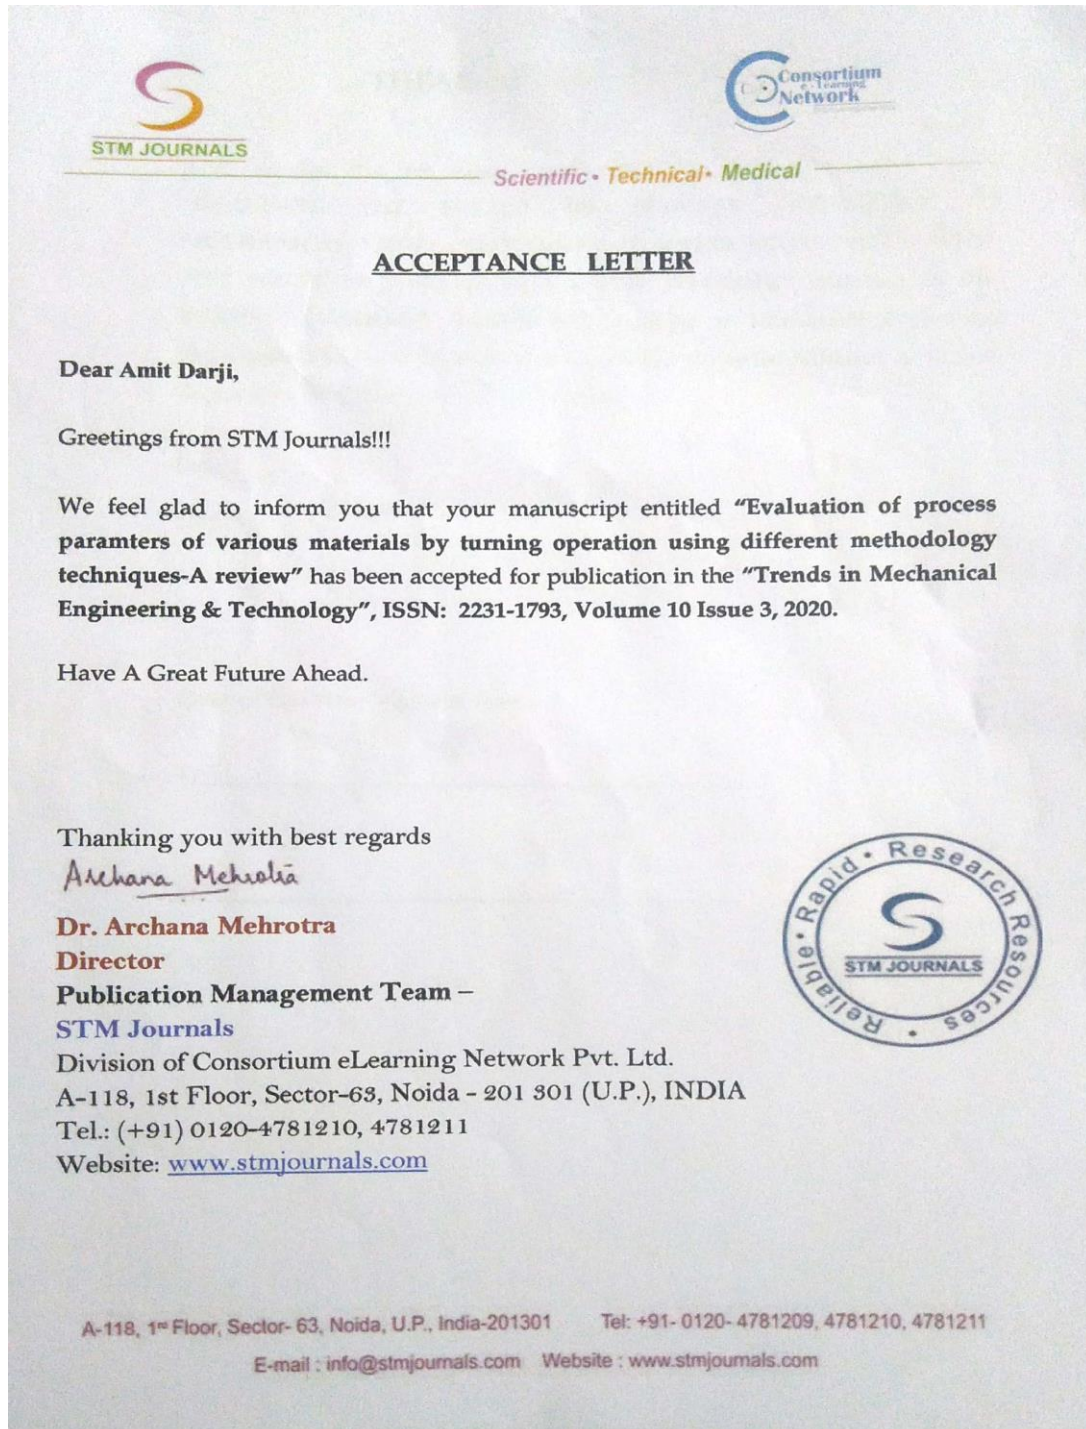 STM JOURNALS
Consortium
e-Learning
Network
Scientific • Technical • Medical
ACCEPTANCE LETTER
Dear Amit Darji,
Greetings from STM Journals!!!
We feel glad to inform you that your manuscript entitled "Evaluation of process
paramters of various materials by turning operation using different methodology
techniques-A review" has been accepted for publication in the "Trends in Mechanical
Engineering & Technology", ISSN: 2231-1793, Volume 10 Issue 3, 2020.
Have A Great Future Ahead.
Thanking you with best regards
Archana Mehrotra
Dr. Archana Mehrotra
Director
Publication Management Team –
STM Journals
Division of Consortium eLearning Network Pvt. Ltd.
A-118, 1st Floor, Sector-63, Noida - 201 301 (U.P.), INDIA
Tel.: (+91) 0120-4781210, 4781211
Website: www.stmjournals.com
Reliable • Rapid • Research Resources •
STM JOURNALS
A-118, 1st Floor, Sector- 63, Noida, U.P., India-201301 Tel: +91- 0120- 4781209, 4781210, 4781211
E-mail : info@stmjournals.com Website : www.stmjournals.com